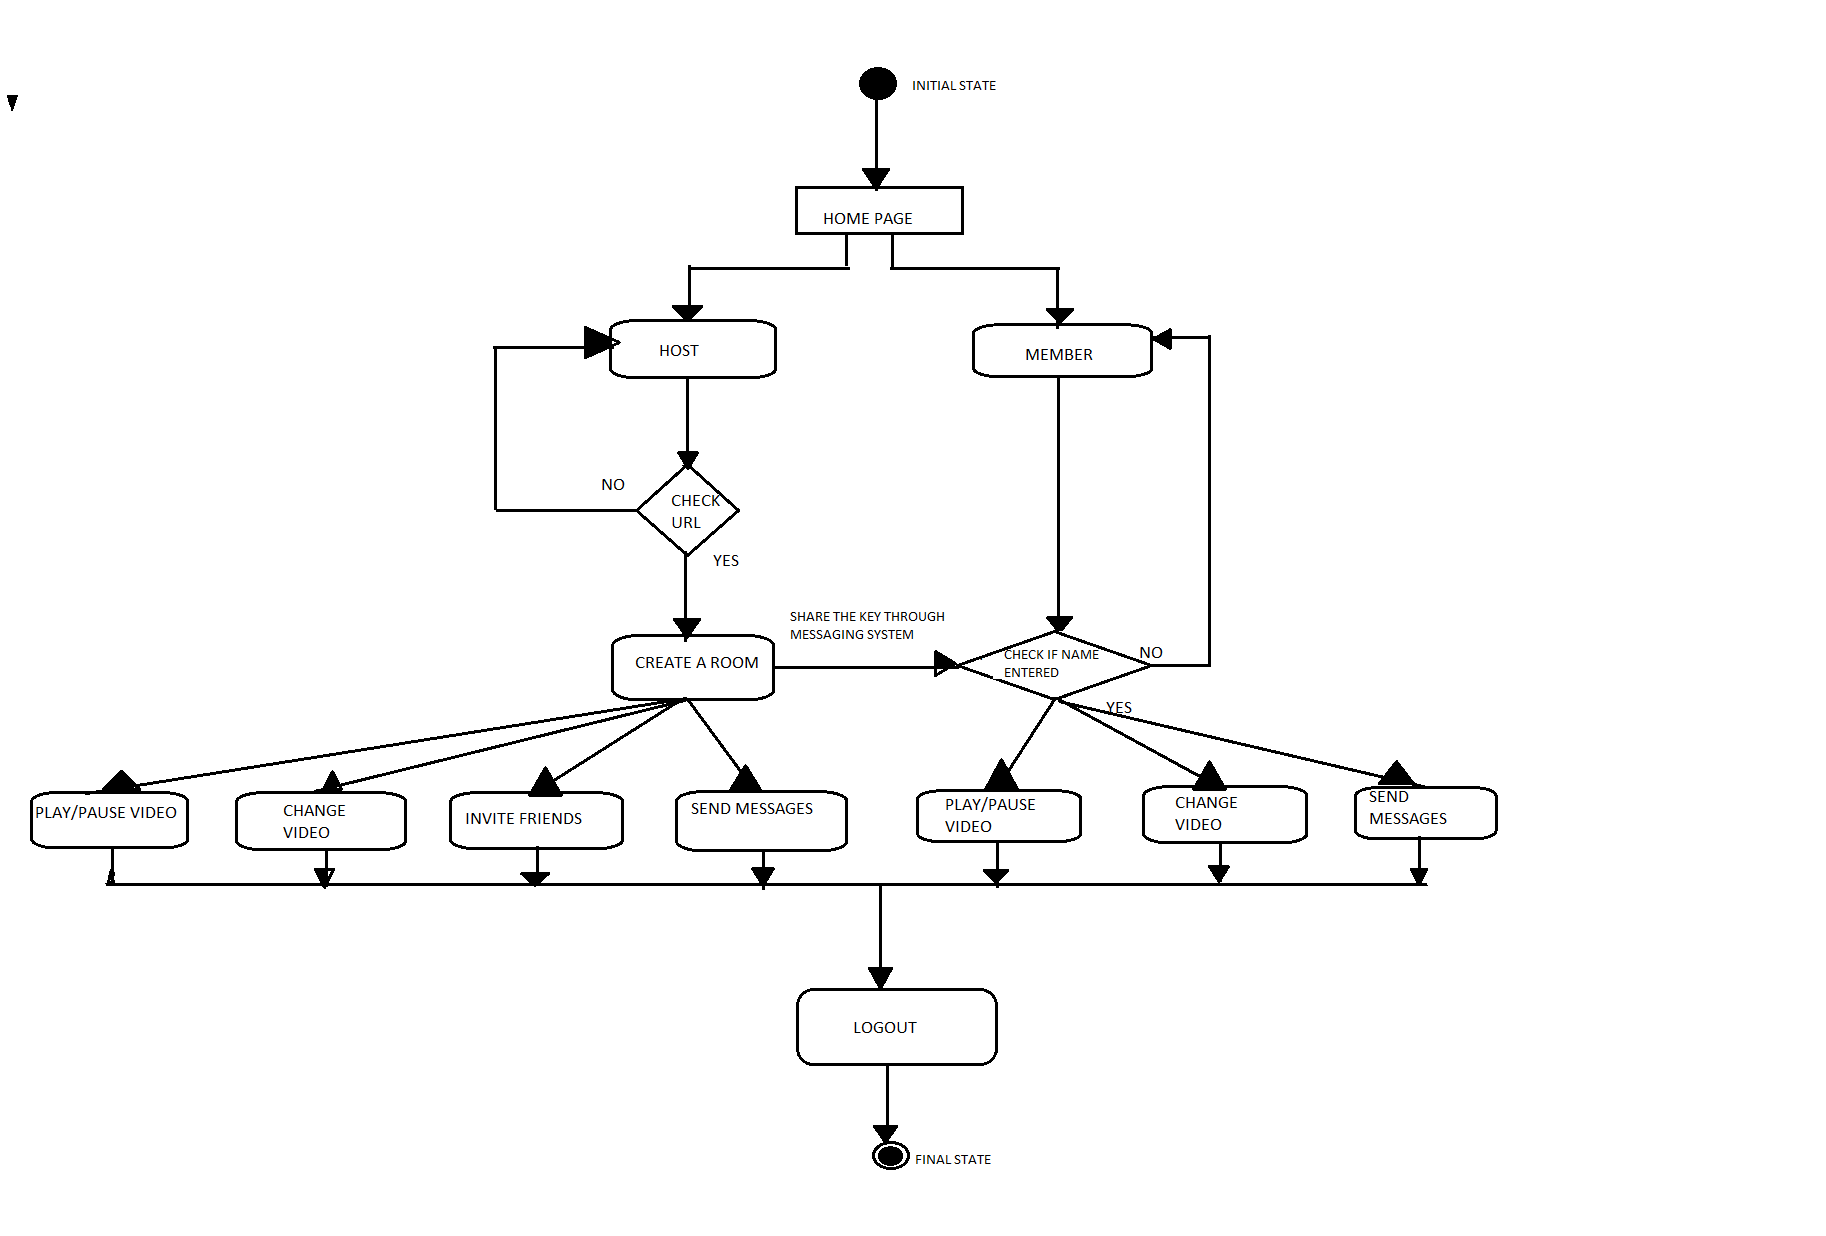 INITIAL STATE
HOME PAGE
HOST
MEMBER
NO
CHECK
URL
YES
SHARE THE KEY THROUGH
MESSAGING SYSTEM
CREATE A ROOM
CHECK IF NAME
ENTERED
NO
YES
PLAY/PAUSE VIDEO
CHANGE
VIDEO
INVITE FRIENDS
SEND MESSAGES
PLAY/PAUSE
VIDEO
CHANGE
VIDEO
SEND
MESSAGES
LOGOUT
FINAL STATE